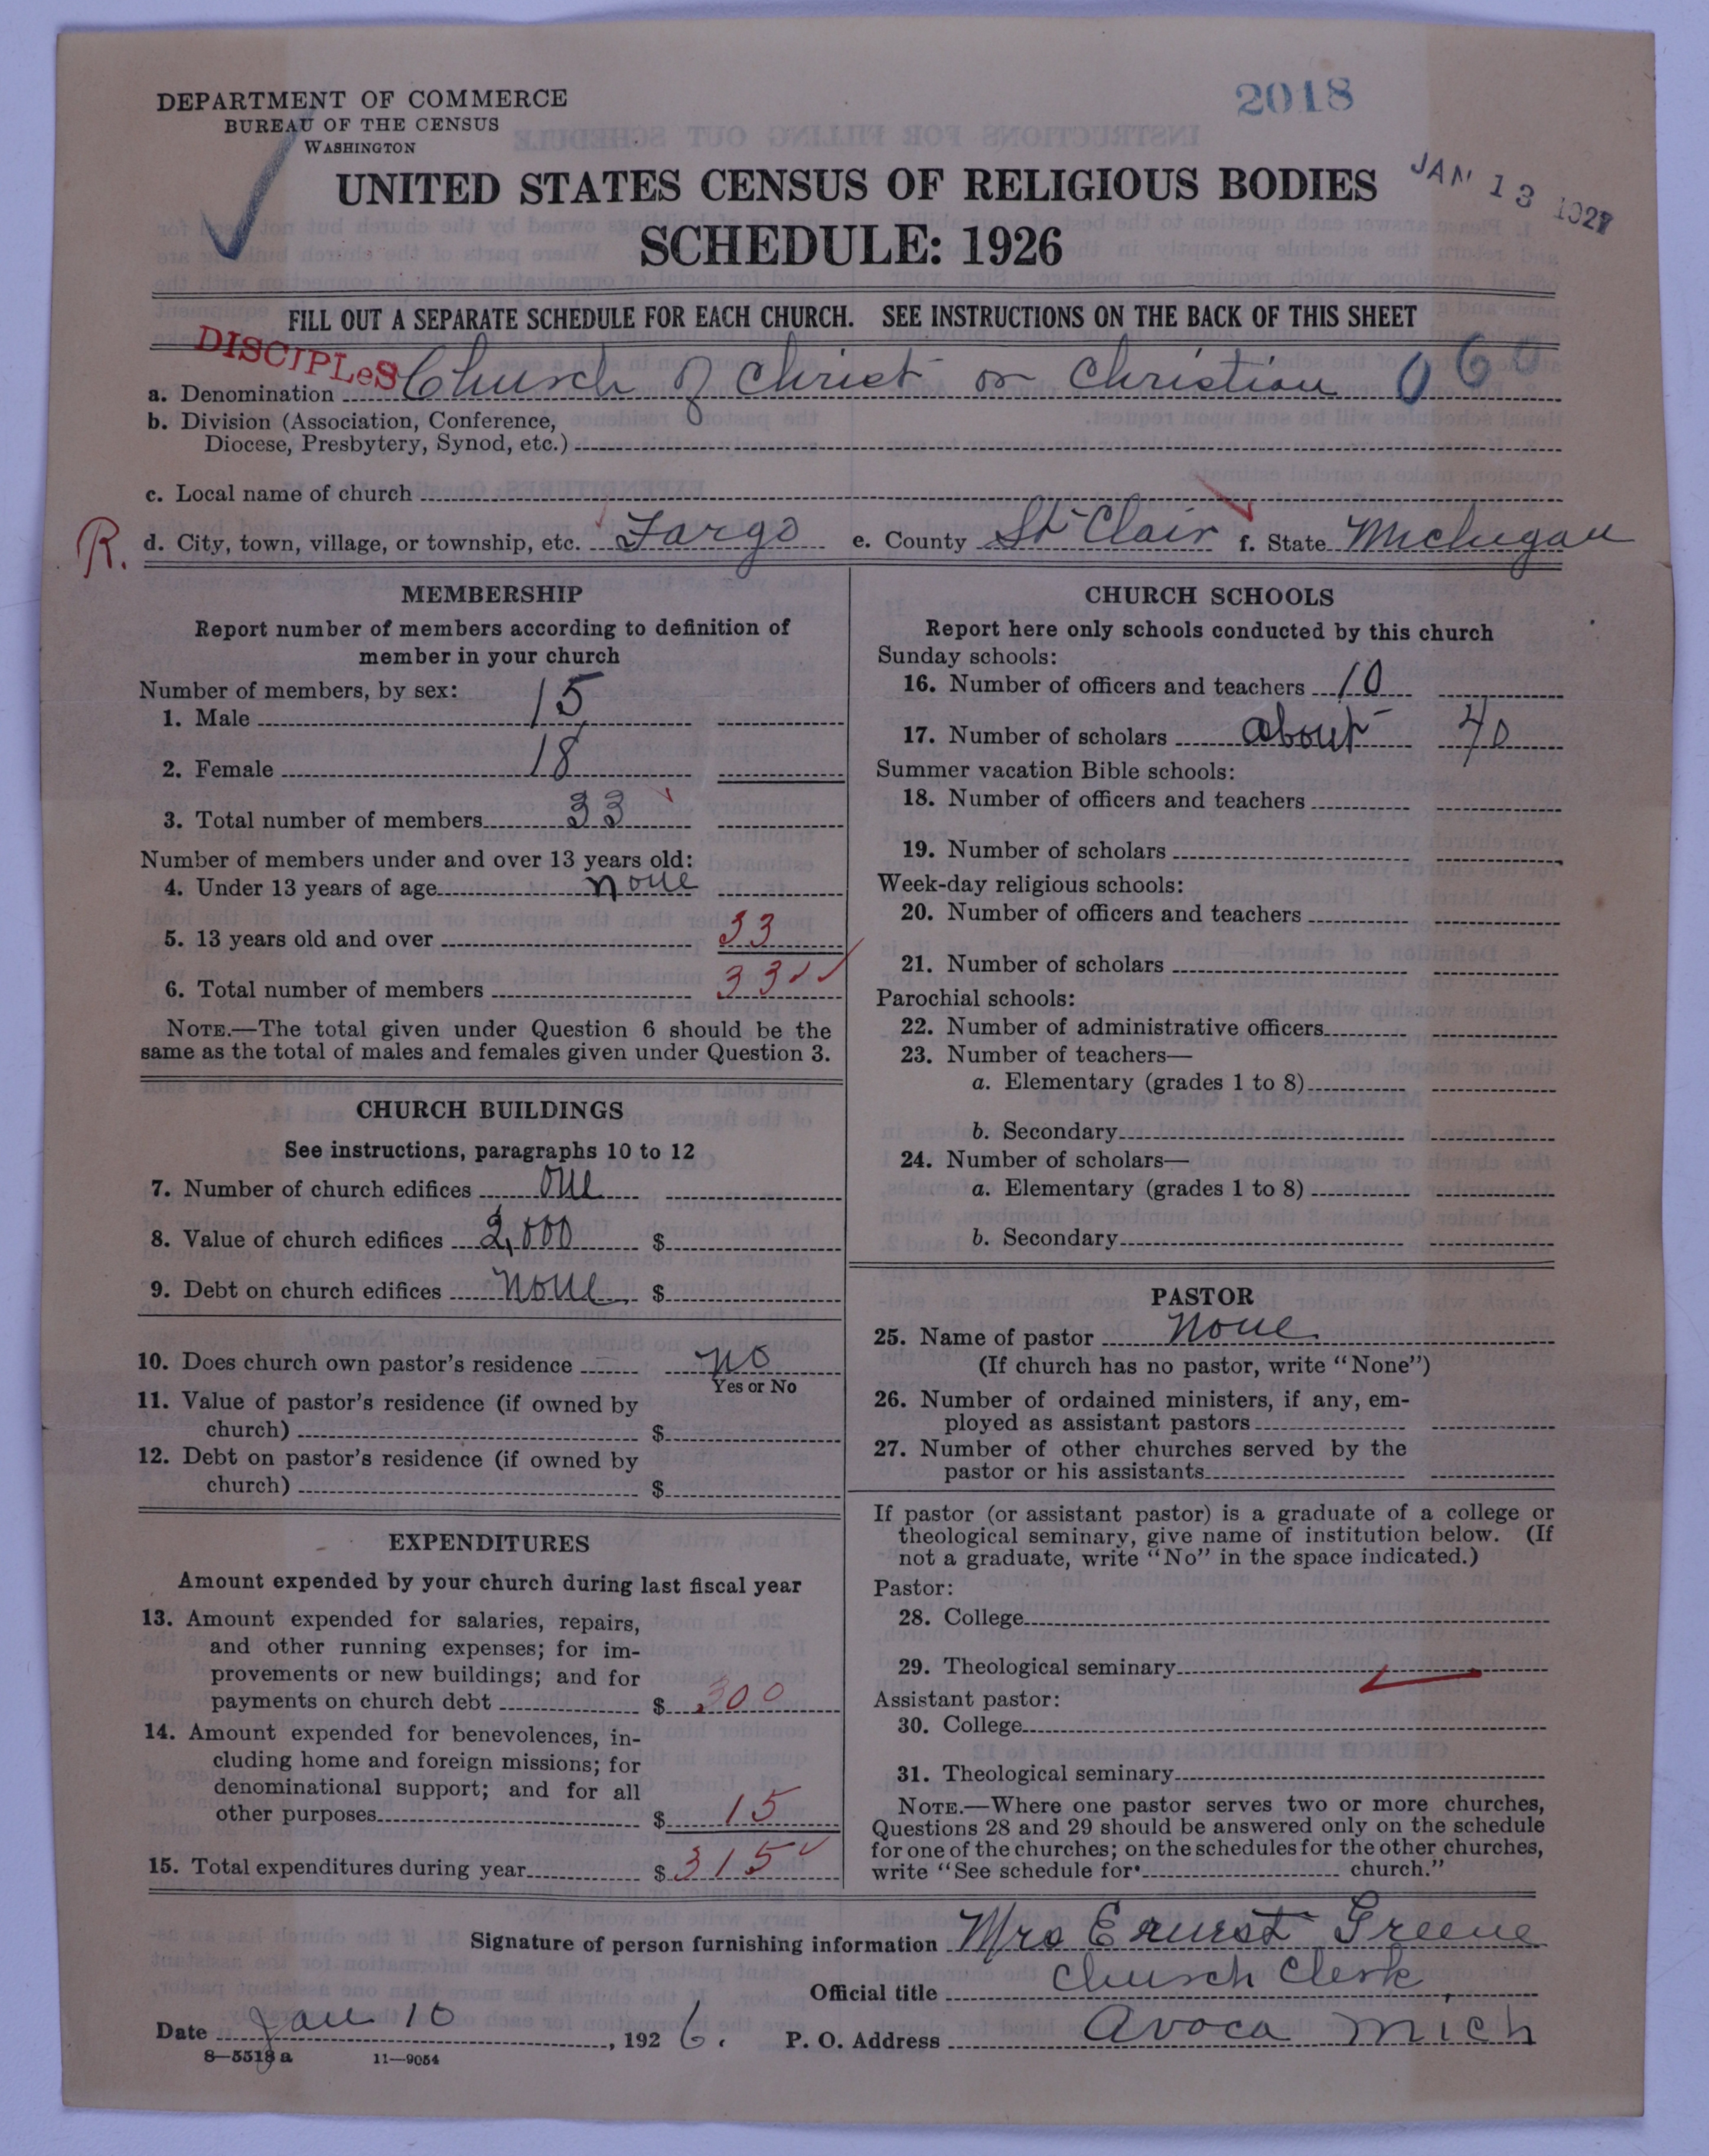 DEPARTMENT OF COMMERCE
BUREAU OF THE CENSUS
WASHINGTON
2018
UNITED STATES CENSUS OF RELIGIOUS BODIES
JAN 13 1927
SCHEDULE: 1926
FILL OUT A SEPARATE SCHEDULE FOR EACH CHURCH. SEE INSTRUCTIONS ON THE BACK OF THIS SHEET
DISCIPLeS
a. Denomination Church of Christ or Christian 060
b. Division (Association, Conference,
Diocese, Presbytery, Synod, etc.)
c. Local name of church
R. d. City, town, village, or township, etc. Fargo e. County St Clair f. State Michigan
MEMBERSHIP
Report number of members according to definition of
member in your church
Number of members, by sex:
1. Male 15
2. Female 18
3. Total number of members 33
Number of members under and over 13 years old:
4. Under 13 years of age none
5. 13 years old and over 33
6. Total number of members 33
NOTE.—The total given under Question 6 should be the
same as the total of males and females given under Question 3.
CHURCH BUILDINGS
See instructions, paragraphs 10 to 12
7. Number of church edifices one
8. Value of church edifices 2,000 $
9. Debt on church edifices none $
10. Does church own pastor's residence no
Yes or No
11. Value of pastor's residence (if owned by
church) $
12. Debt on pastor's residence (if owned by
church) $
EXPENDITURES
Amount expended by your church during last fiscal year
13. Amount expended for salaries, repairs,
and other running expenses; for im-
provements or new buildings; and for
payments on church debt $ 300
14. Amount expended for benevolences, in-
cluding home and foreign missions; for
denominational support; and for all
other purposes $ 15
15. Total expenditures during year $ 315
CHURCH SCHOOLS
Report here only schools conducted by this church
Sunday schools:
16. Number of officers and teachers 10
17. Number of scholars about 40
Summer vacation Bible schools:
18. Number of officers and teachers
19. Number of scholars
Week-day religious schools:
20. Number of officers and teachers
21. Number of scholars
Parochial schools:
22. Number of administrative officers
23. Number of teachers—
a. Elementary (grades 1 to 8)
b. Secondary
24. Number of scholars—
a. Elementary (grades 1 to 8)
b. Secondary
PASTOR
25. Name of pastor None
(If church has no pastor, write "None")
26. Number of ordained ministers, if any, em-
ployed as assistant pastors
27. Number of other churches served by the
pastor or his assistants
If pastor (or assistant pastor) is a graduate of a college or
theological seminary, give name of institution below. (If
not a graduate, write "No" in the space indicated.)
Pastor:
28. College
29. Theological seminary
Assistant pastor:
30. College
31. Theological seminary
NOTE.—Where one pastor serves two or more churches,
Questions 28 and 29 should be answered only on the schedule
for one of the churches; on the schedules for the other churches,
write "See schedule for church."
Signature of person furnishing information Mrs Ernest Greene
Official title Church Clerk
Date Jan 10, 1926. P. O. Address Avoca Mich
8—5518 a 11—9054